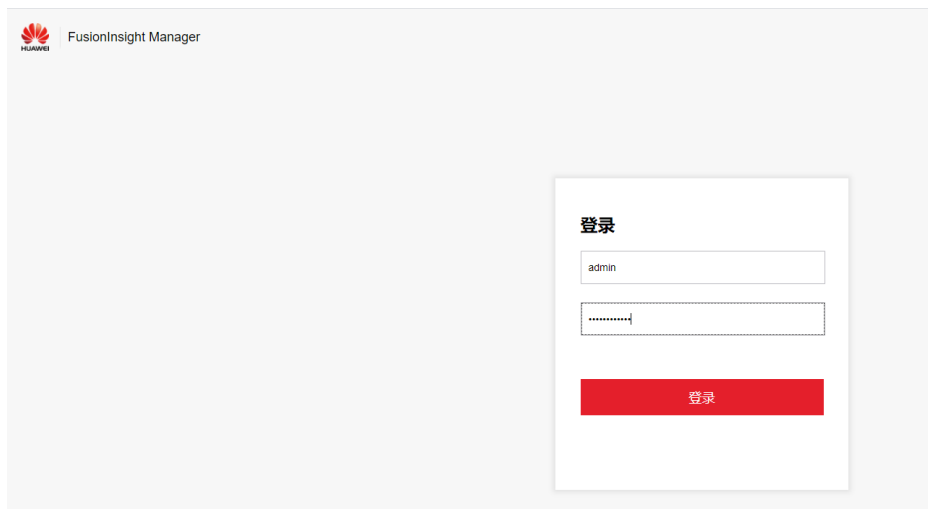 HUAWEI
FusionInsight Manager
登录
admin
••••••••••••
登录